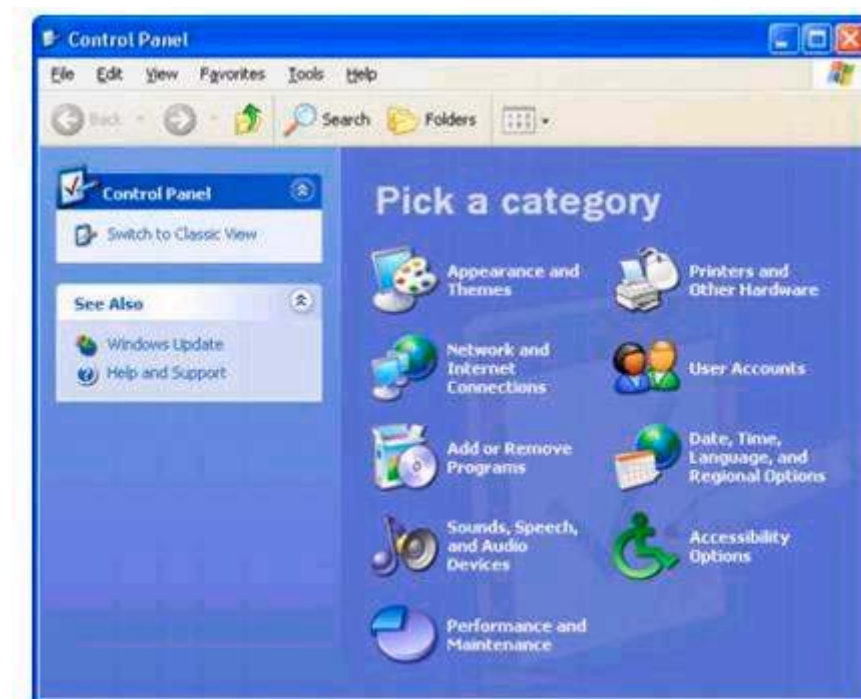 Control Panel
File Edit View Favorites Tools Help
Back Search Folders
Control Panel
Switch to Classic View
See Also
Windows Update
Help and Support
Pick a category
Appearance and
Themes
Printers and
Other Hardware
Network and
Internet
Connections
User Accounts
Add or Remove
Programs
Date, Time,
Language, and
Regional Options
Sounds, Speech,
and Audio
Devices
Accessibility
Options
Performance and
Maintenance